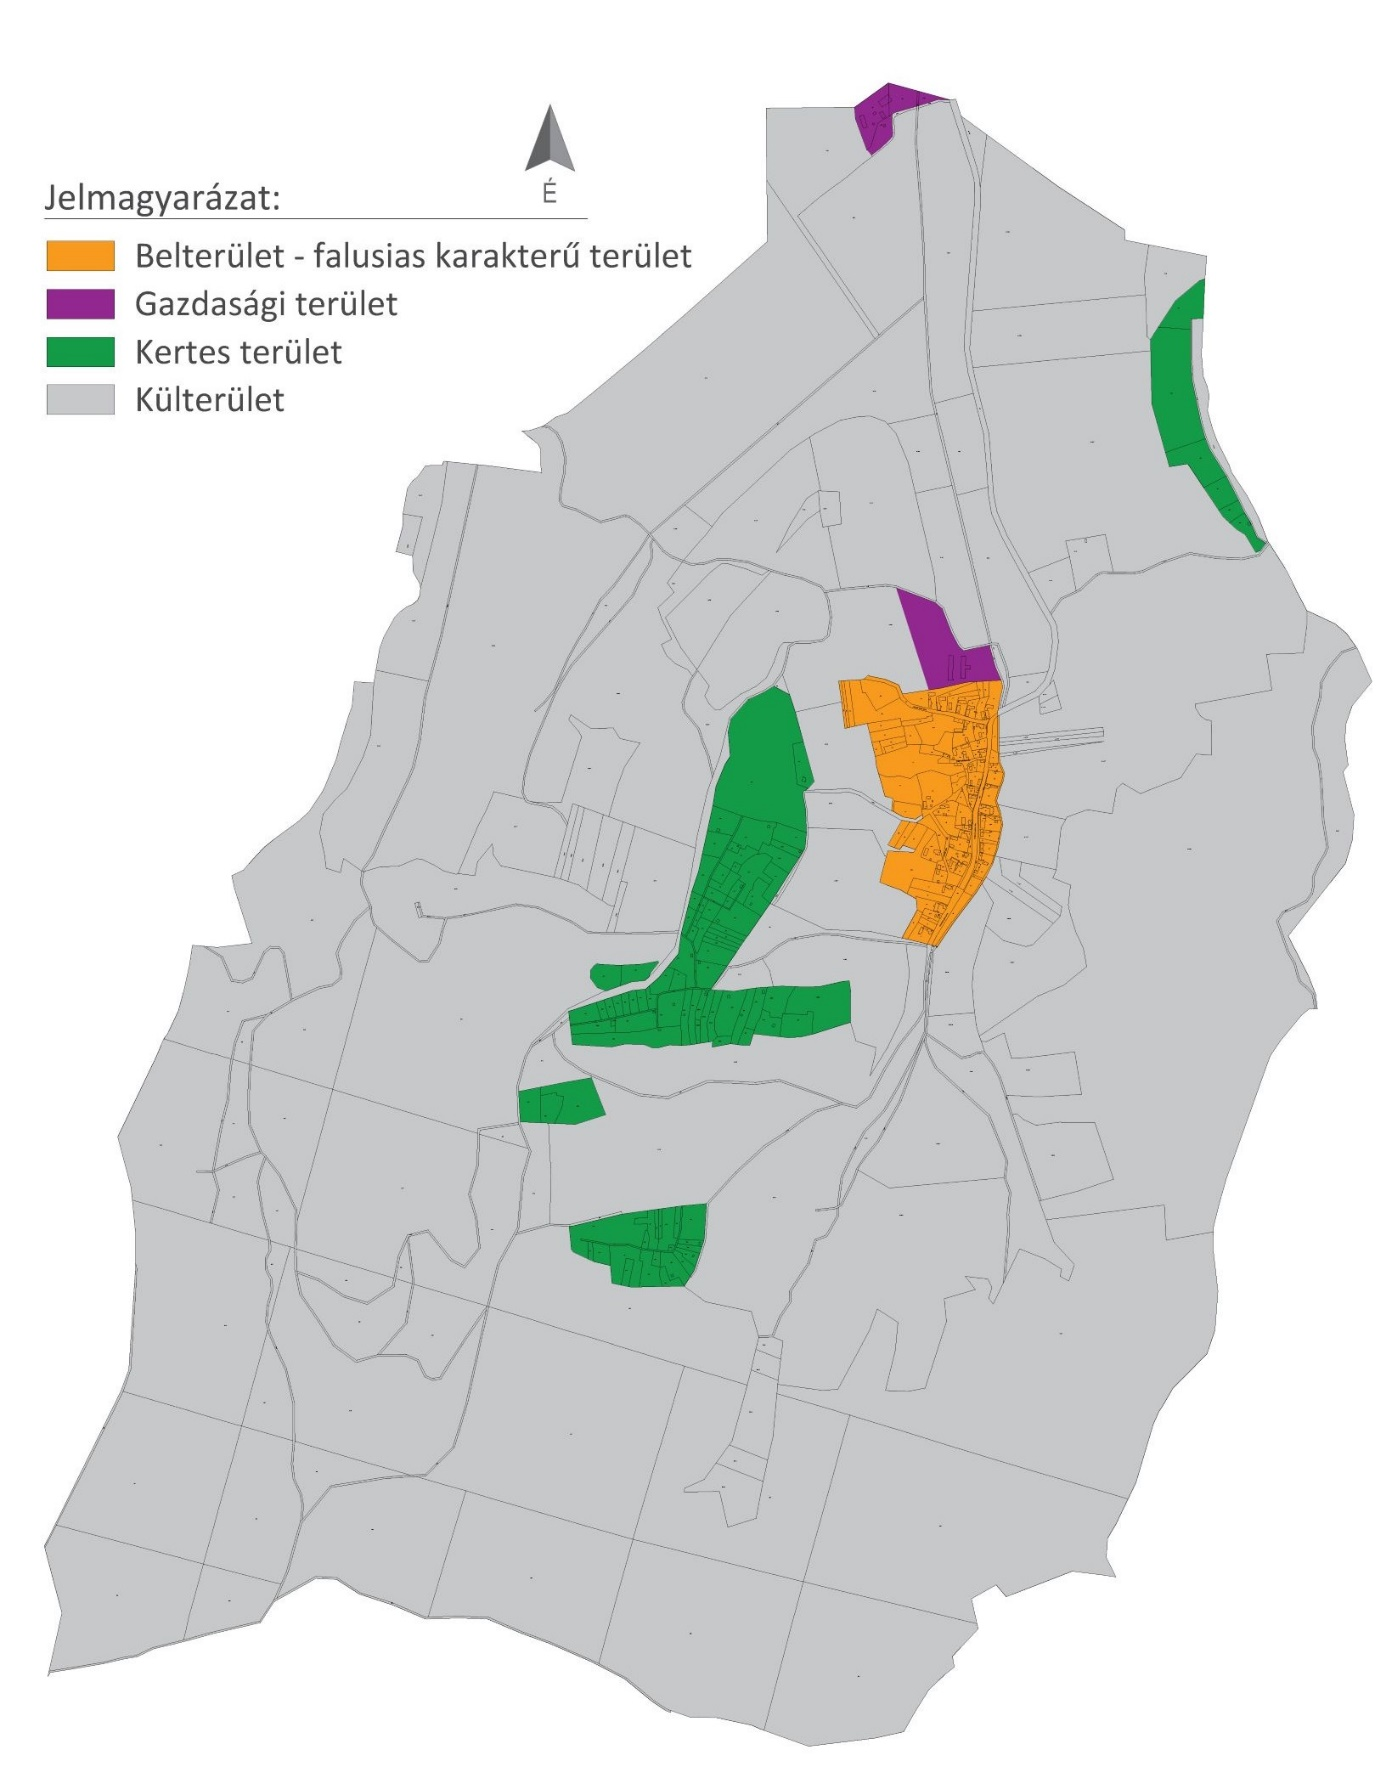 É
Jelmagyarázat:
Belterület - falusias karakterű terület
Gazdasági terület
Kertes terület
Külterület